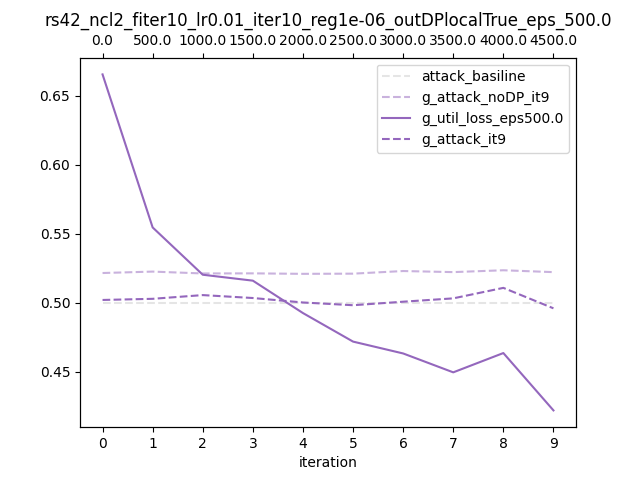 rs42_ncl2_fiter10_lr0.01_iter10_reg1e-06_outDPlocalTrue_eps_500.0
0.0 500.0 1000.0 1500.0 2000.0 2500.0 3000.0 3500.0 4000.0 4500.0
attack_basiline
g_attack_noDP_it9
g_util_loss_eps500.0
g_attack_it9
0.65
0.60
0.55
0.50
0.45
0 1 2 3 4 5 6 7 8 9
iteration